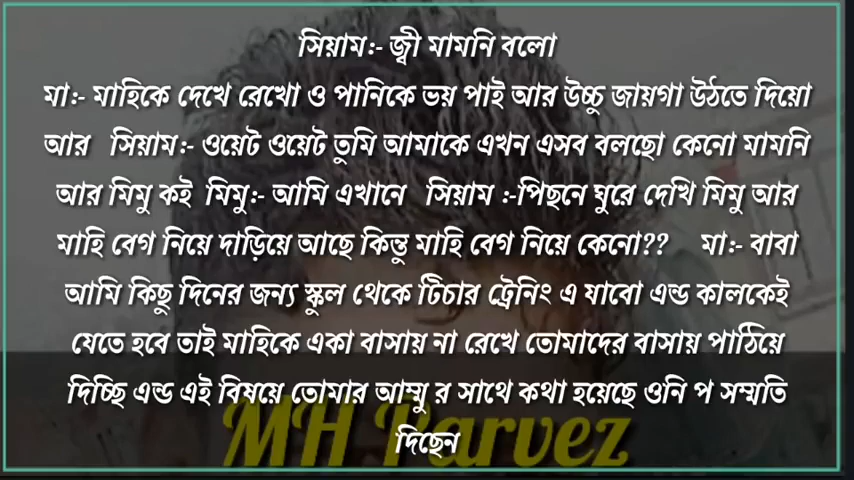 সিয়াম:- জ্বী মামনি বলো
মা:- মাহিকে দেখে রেখো ও পানিকে ভয় পাই আর উচ্চু জায়গা উঠতে দিয়ো
আর সিয়াম:- ওয়েট ওয়েট তুমি আমাকে এখন এসব বলছো কেনো মামনি
আর মিমু কই মিমু:- আমি এখানে সিয়াম :-পিছনে ঘুরে দেখি মিমু আর
মাহি বেগ নিয়ে দাড়িয়ে আছে কিন্তু মাহি বেগ নিয়ে কেনো?? মা:- বাবা
আমি কিছু দিনের জন্য স্কুল থেকে টিচার ট্রেনিং এ যাবো এন্ড কালকেই
যেতে হবে তাই মাহিকে একা বাসায় না রেখে তোমাদের বাসায় পাঠিয়ে
দিচ্ছি এন্ড এই বিষয়ে তোমার আম্মু র সাথে কথা হয়েছে ওনি প সম্মতি
দিছেন
MH Parvez